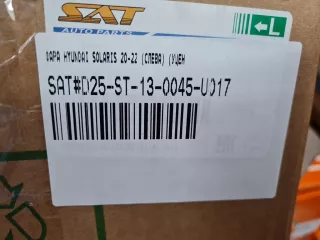 SAT
AUTO PARTS
L
ФАРА HYUNDAI SOLARIS 20-22 (СЛЕВА) (УЦЕН
SAT#D25-ST-13-0045-U017